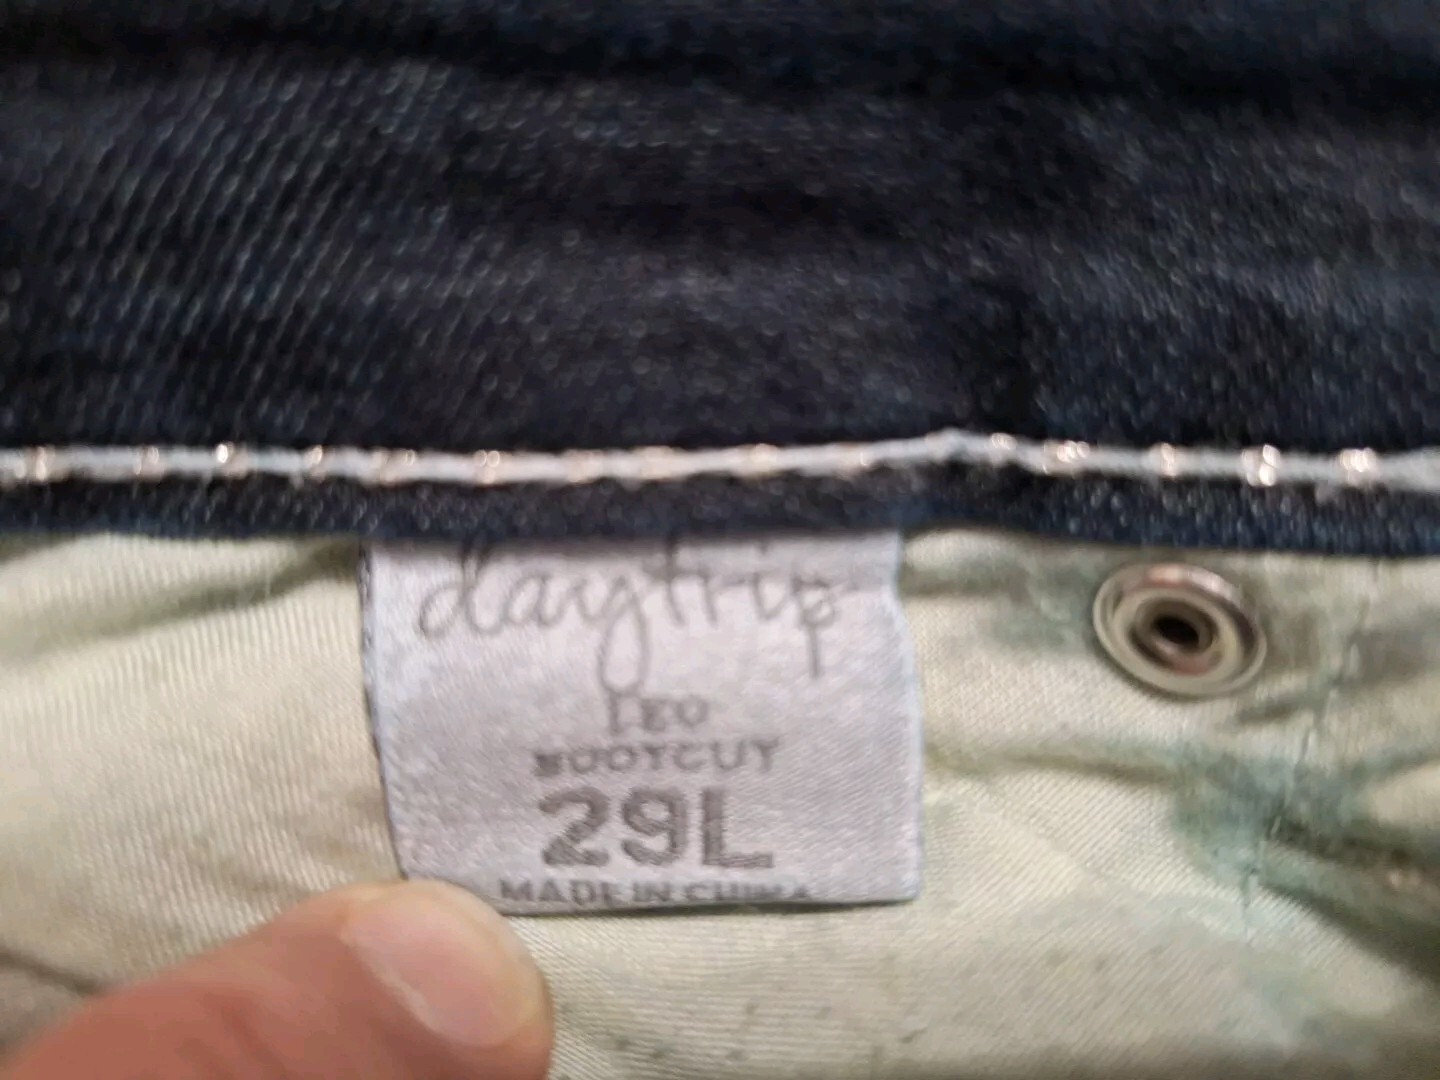 daytrip
LEO
BOOTCUT
29L
MADE IN CHINA